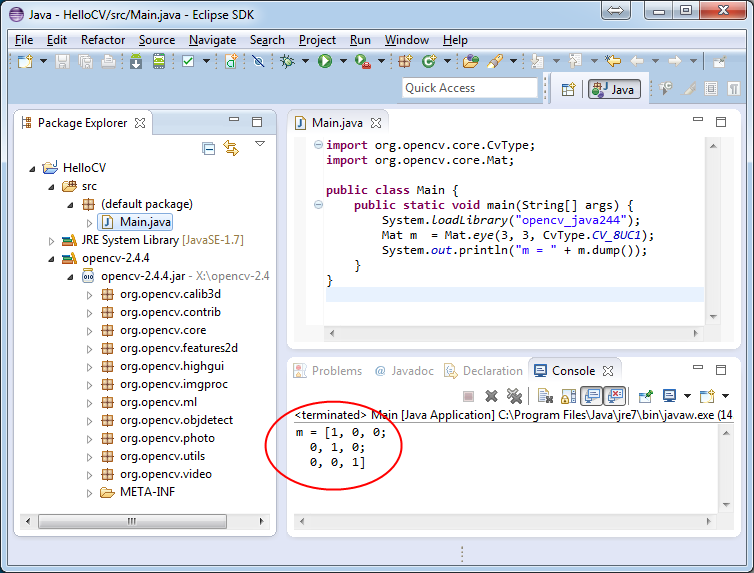 Java - HelloCV/src/Main.java - Eclipse SDK
File Edit Refactor Source Navigate Search Project Run Window Help
Quick Access
Java
Package Explorer
HelloCV
src
(default package)
Main.java
JRE System Library [JavaSE-1.7]
opencv-2.4.4
opencv-2.4.4.jar - X:\opencv-2.4
org.opencv.calib3d
org.opencv.contrib
org.opencv.core
org.opencv.features2d
org.opencv.highgui
org.opencv.imgproc
org.opencv.ml
org.opencv.objdetect
org.opencv.photo
org.opencv.utils
org.opencv.video
META-INF
Main.java
import org.opencv.core.CvType;
import org.opencv.core.Mat;
public class Main {
public static void main(String[] args) {
System.loadLibrary("opencv_java244");
Mat m = Mat.eye(3, 3, CvType.CV_8UC1);
System.out.println("m = " + m.dump());
}
}
Problems @ Javadoc Declaration Console
<terminated> Main [Java Application] C:\Program Files\Java\jre7\bin\javaw.exe (14
m = [1, 0, 0;
0, 1, 0;
0, 0, 1]